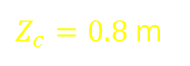 Z_c = 0.8 m